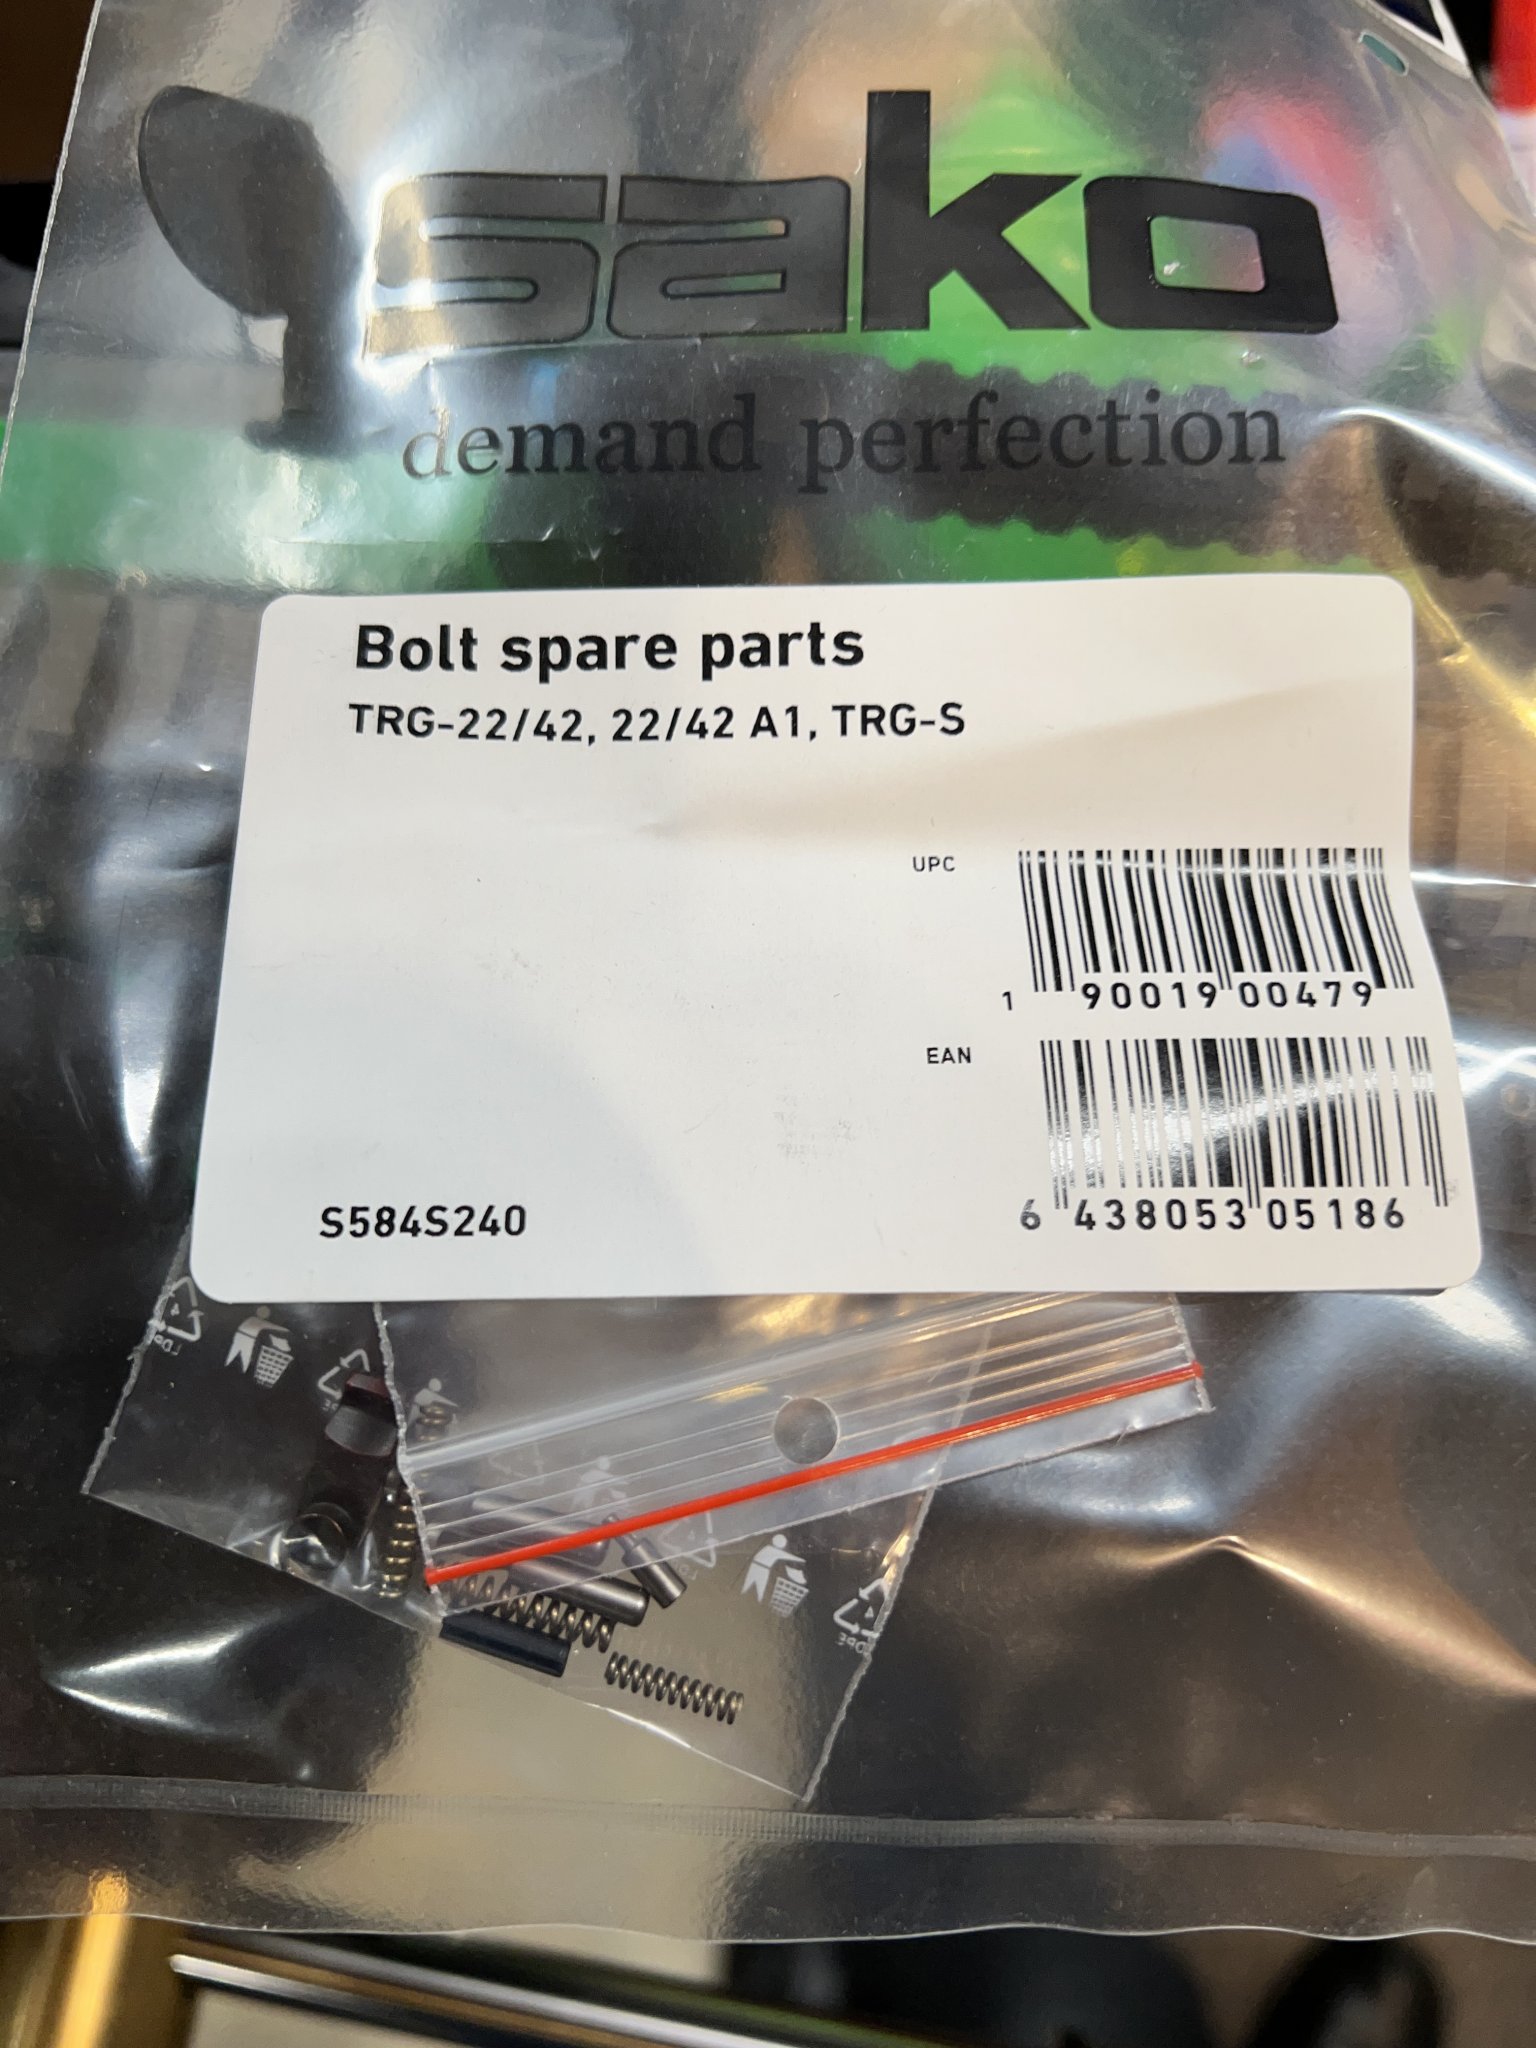 sako
demand perfection
Bolt spare parts
TRG-22/42, 22/42 A1, TRG-S
UPC
1 90019 00479
EAN
6 438053 05186
S584S240